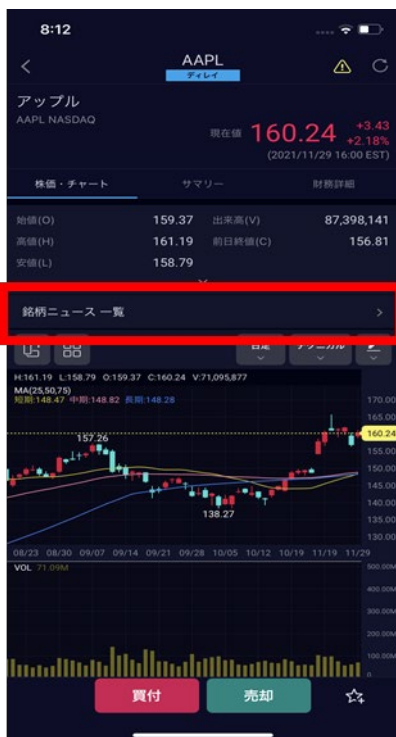 8:12
AAPL
ディレイ
アップル
AAPL NASDAQ
現在値 160.24 +3.43
+2.18%
(2021/11/29 16:00 EST)
株価・チャート サマリー 財務詳細
始値(O) 159.37 出来高(V) 87,398,141
高値(H) 161.19 前日終値(C) 156.81
安値(L) 158.79
銘柄ニュース 一覧
H:161.19 L:158.79 O:159.37 C:160.24 V:71,095,877
MA(25,50,75)
短期:148.47 中期:148.82 長期:148.28
170.00
165.00
160.24
157.26
155.00
150.00
145.00
140.00
138.27
135.00
130.00
08/23 08/30 09/07 09/14 09/21 09/28 10/05 10/12 10/19 11/19 11/29
VOL 71.09M
500.00M
400.00M
300.00M
200.00M
100.00M
0
買付 売却